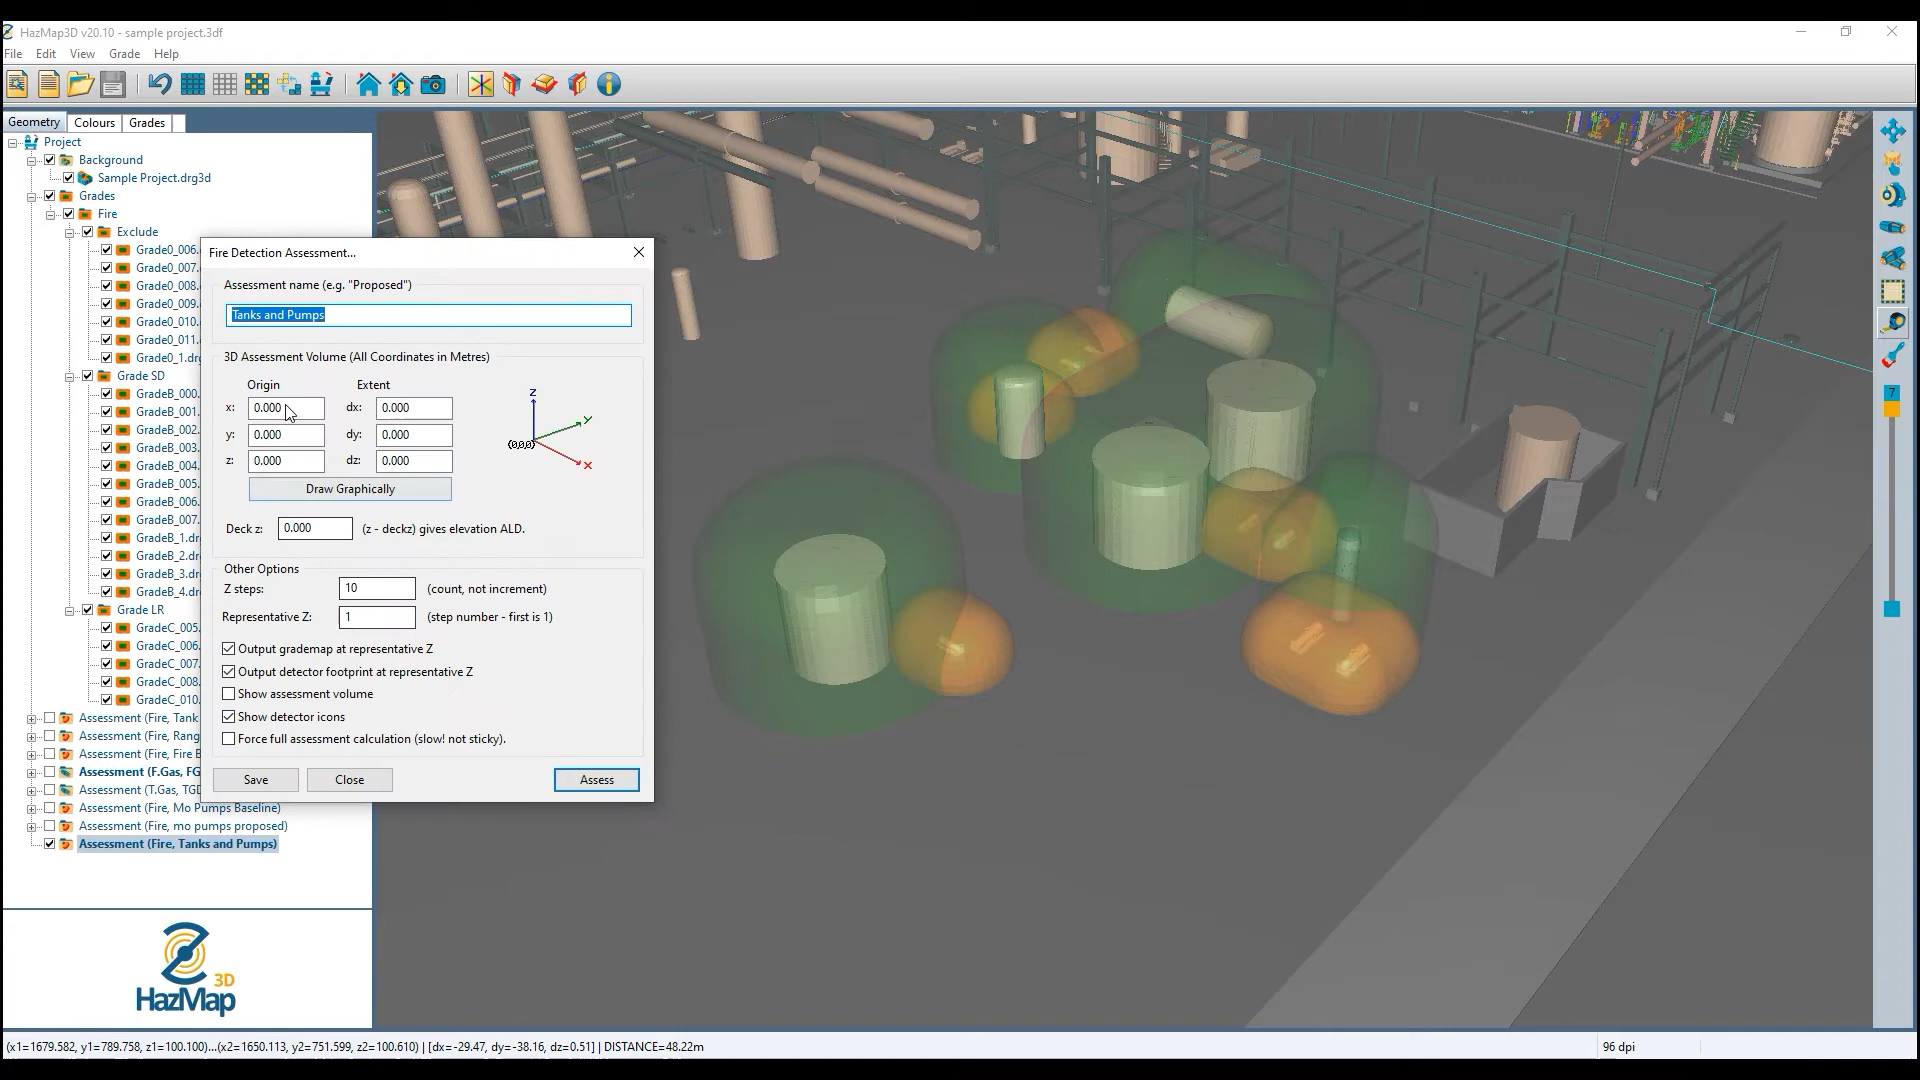 HazMap3D v20.10 - sample project.3df
File Edit View Grade Help
Geometry Colours Grades
Project
Background
Sample Project.drg3d
Grades
Fire
Exclude
Grade0_006.
Grade0_007.
Grade0_008.
Grade0_009.
Grade0_010.
Grade0_011.
Grade0_1.dr
Grade SD
GradeB_000.
GradeB_001.
GradeB_002.
GradeB_003.
GradeB_004.
GradeB_005.
GradeB_006.
GradeB_007.
GradeB_1.dr
GradeB_2.dr
GradeB_3.dr
GradeB_4.dr
Grade LR
GradeC_005.
GradeC_006.
GradeC_007.
GradeC_008.
GradeC_010.
Assessment (Fire, Tank
Assessment (Fire, Rang
Assessment (Fire, Fire B
Assessment (F.Gas, FG
Assessment (T.Gas, TGD
Assessment (Fire, Mo Pumps Baseline)
Assessment (Fire, mo pumps proposed)
Assessment (Fire, Tanks and Pumps)
Fire Detection Assessment...
Assessment name (e.g. "Proposed")
Tanks and Pumps
3D Assessment Volume (All Coordinates in Metres)
Origin Extent
x: 0.000 dx: 0.000
y: 0.000 dy: 0.000
z: 0.000 dz: 0.000
Z
Y
(0,0,0)
X
Draw Graphically
Deck z: 0.000 (z - deckz) gives elevation ALD.
Other Options
Z steps: 10 (count, not increment)
Representative Z: 1 (step number - first is 1)
Output grademap at representative Z
Output detector footprint at representative Z
Show assessment volume
Show detector icons
Force full assessment calculation (slow! not sticky).
Save Close Assess
7
3D
HazMap
(x1=1679.582, y1=789.758, z1=100.100)...(x2=1650.113, y2=751.599, z2=100.610) | [dx=-29.47, dy=-38.16, dz=0.51] | DISTANCE=48.22m
96 dpi